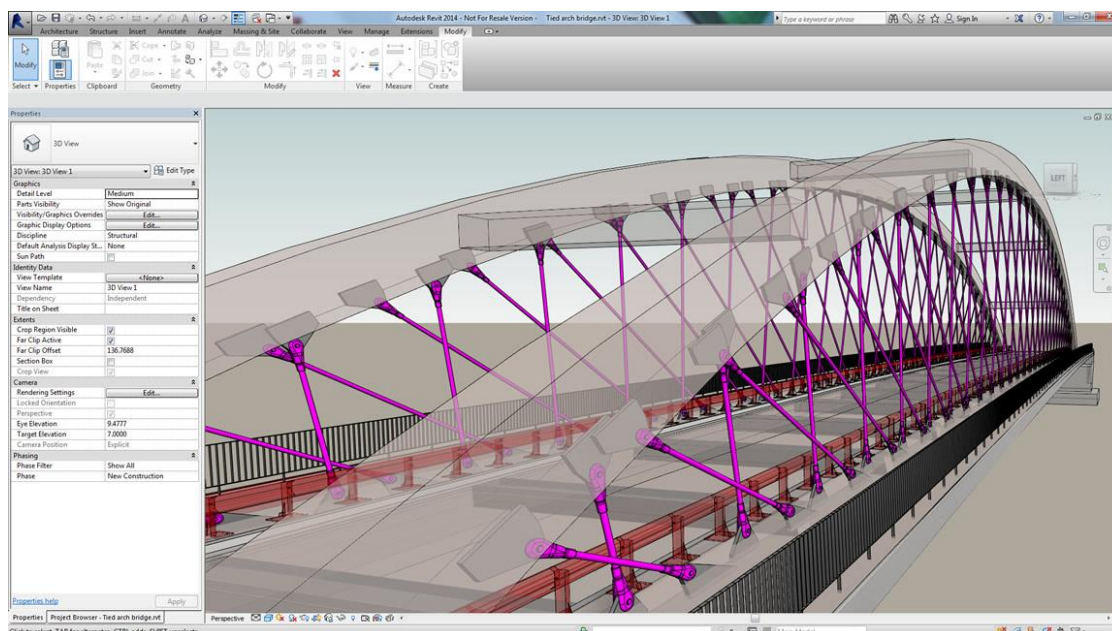 Autodesk Revit 2014 - Not For Resale Version - Tied arch bridge.rvt - 3D View: 3D View 1
Type a keyword or phrase
Sign In
Architecture Structure Insert Annotate Analyze Massing & Site Collaborate View Manage Extensions Modify
Modify
Paste
Cope
Cut
Join
Select Properties Clipboard Geometry Modify View Measure Create
Properties
3D View
3D View: 3D View 1 Edit Type
Graphics
Detail Level Medium
Parts Visibility Show Original
Visibility/Graphics Overrides Edit...
Graphic Display Options Edit...
Discipline Structural
Default Analysis Display St... None
Sun Path
Identity Data
View Template <None>
View Name 3D View 1
Dependency Independent
Title on Sheet
Extents
Crop Region Visible
Far Clip Active
Far Clip Offset 136.7688
Section Box
Crop View
Camera
Rendering Settings Edit...
Locked Orientation
Perspective
Eye Elevation 9.4777
Target Elevation 7.0000
Camera Position Explicit
Phasing
Phase Filter Show All
Phase New Construction
LEFT
Properties help Apply
Properties Project Browser - Tied arch bridge.rvt Perspective